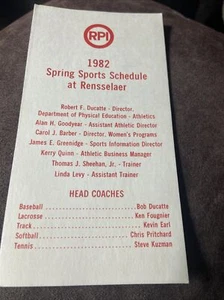 RPI
1982
Spring Sports Schedule
at Rensselaer
Robert F. Ducatte - Director,
Department of Physical Education - Athletics
Alan H. Goodyear - Assistant Athletic Director
Carol J. Barber - Director, Women's Programs
James E. Greenidge - Sports Information Director
Kerry Quinn - Athletic Business Manager
Thomas J. Sheehan, Jr. - Trainer
Linda Levy - Assistant Trainer
HEAD COACHES
Baseball ........................ Bob Ducatte
Lacrosse ........................ Ken Fougnier
Track ........................ Kevin Earl
Softball ........................ Chris Pritchard
Tennis ........................ Steve Kuzman